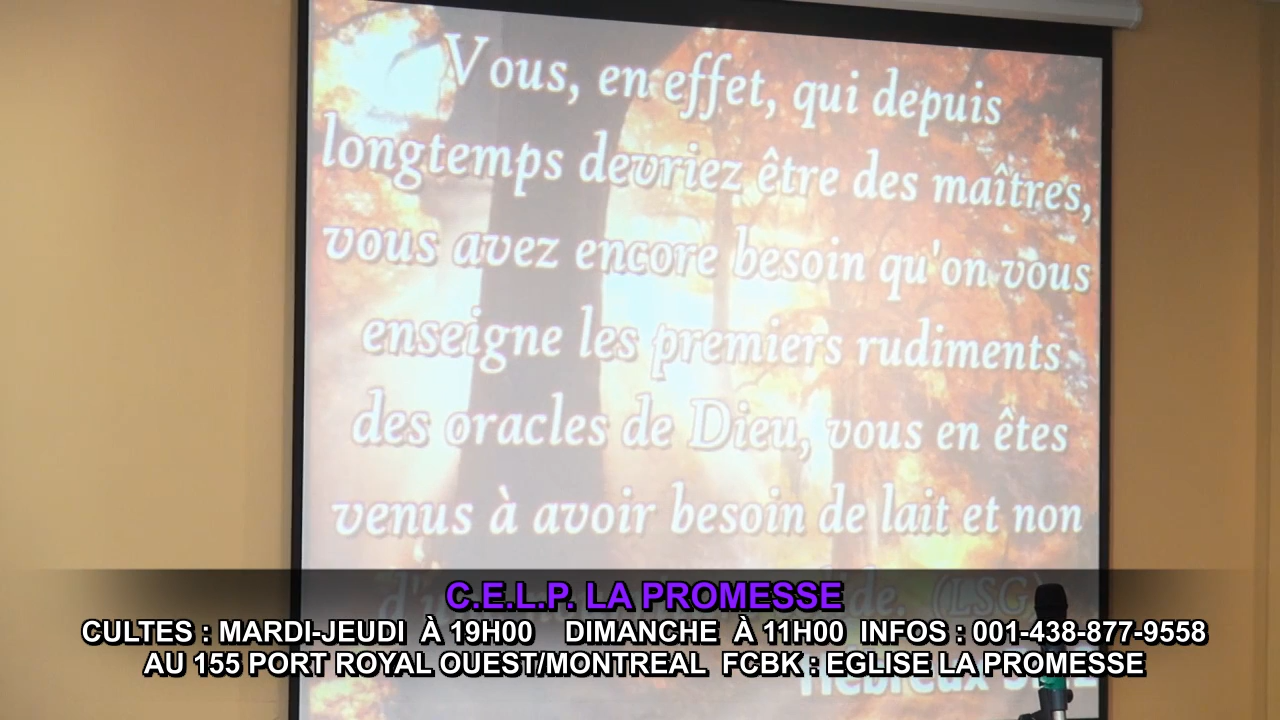 Vous, en effet, qui depuis
longtemps devriez être des maîtres,
vous avez encore besoin qu'on vous
enseigne les premiers rudiments
des oracles de Dieu, vous en êtes
venus à avoir besoin de lait et non
(LSG)
C.E.L.P. LA PROMESSE
CULTES : MARDI-JEUDI À 19H00 DIMANCHE À 11H00 INFOS : 001-438-877-9558
AU 155 PORT ROYAL OUEST/MONTREAL FCBK : EGLISE LA PROMESSE
Hébreux